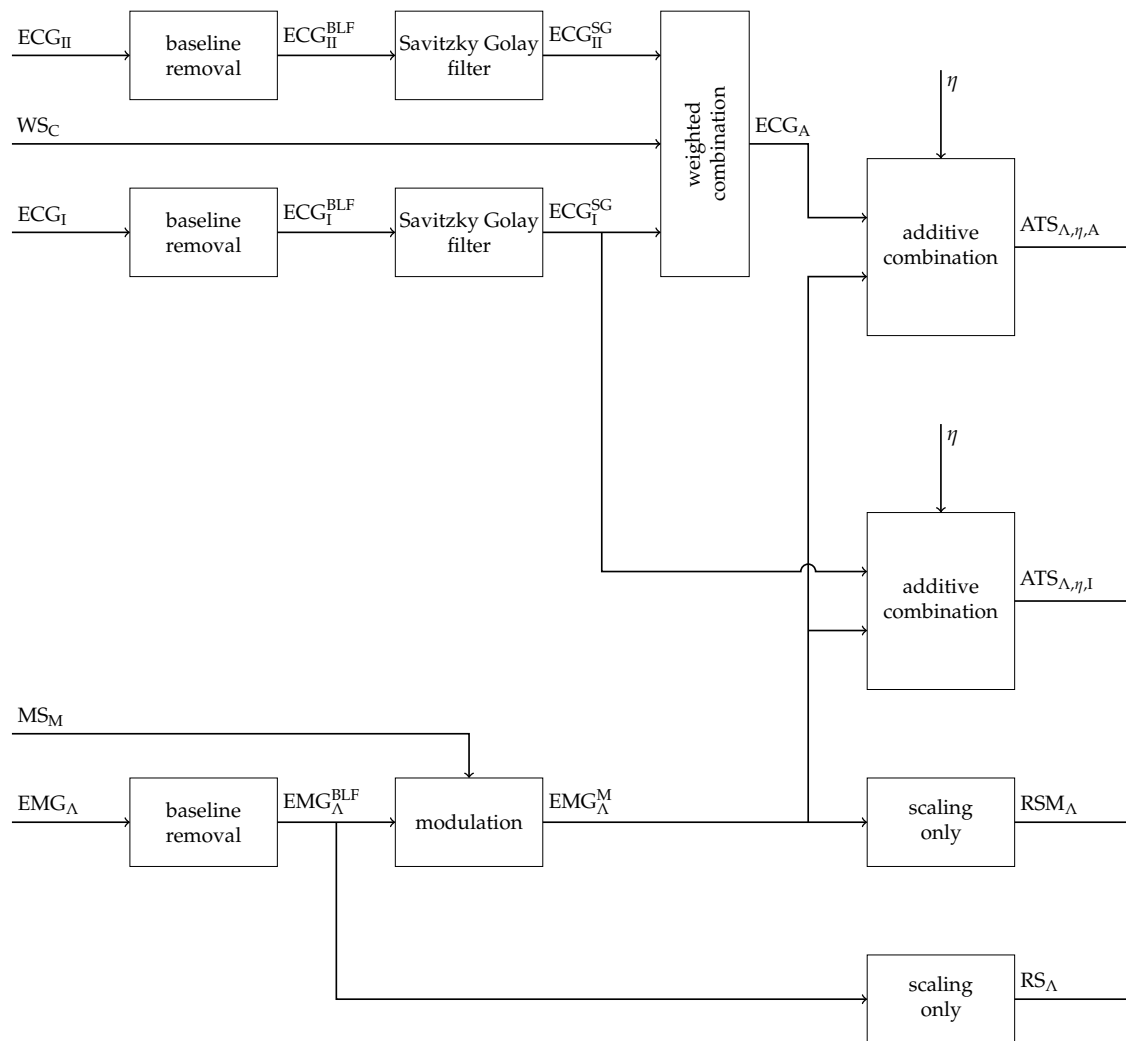 ECG_II
baseline
removal
ECG_II^BLF
Savitzky Golay
filter
ECG_II^SG
weighted
combination
WS_C
ECG_A
η
ECG_I
baseline
removal
ECG_I^BLF
Savitzky Golay
filter
ECG_I^SG
additive
combination
ATS_Λ,η,A
η
additive
combination
ATS_Λ,η,I
MS_M
EMG_Λ
baseline
removal
EMG_Λ^BLF
modulation
EMG_Λ^M
scaling
only
RSM_Λ
scaling
only
RS_Λ